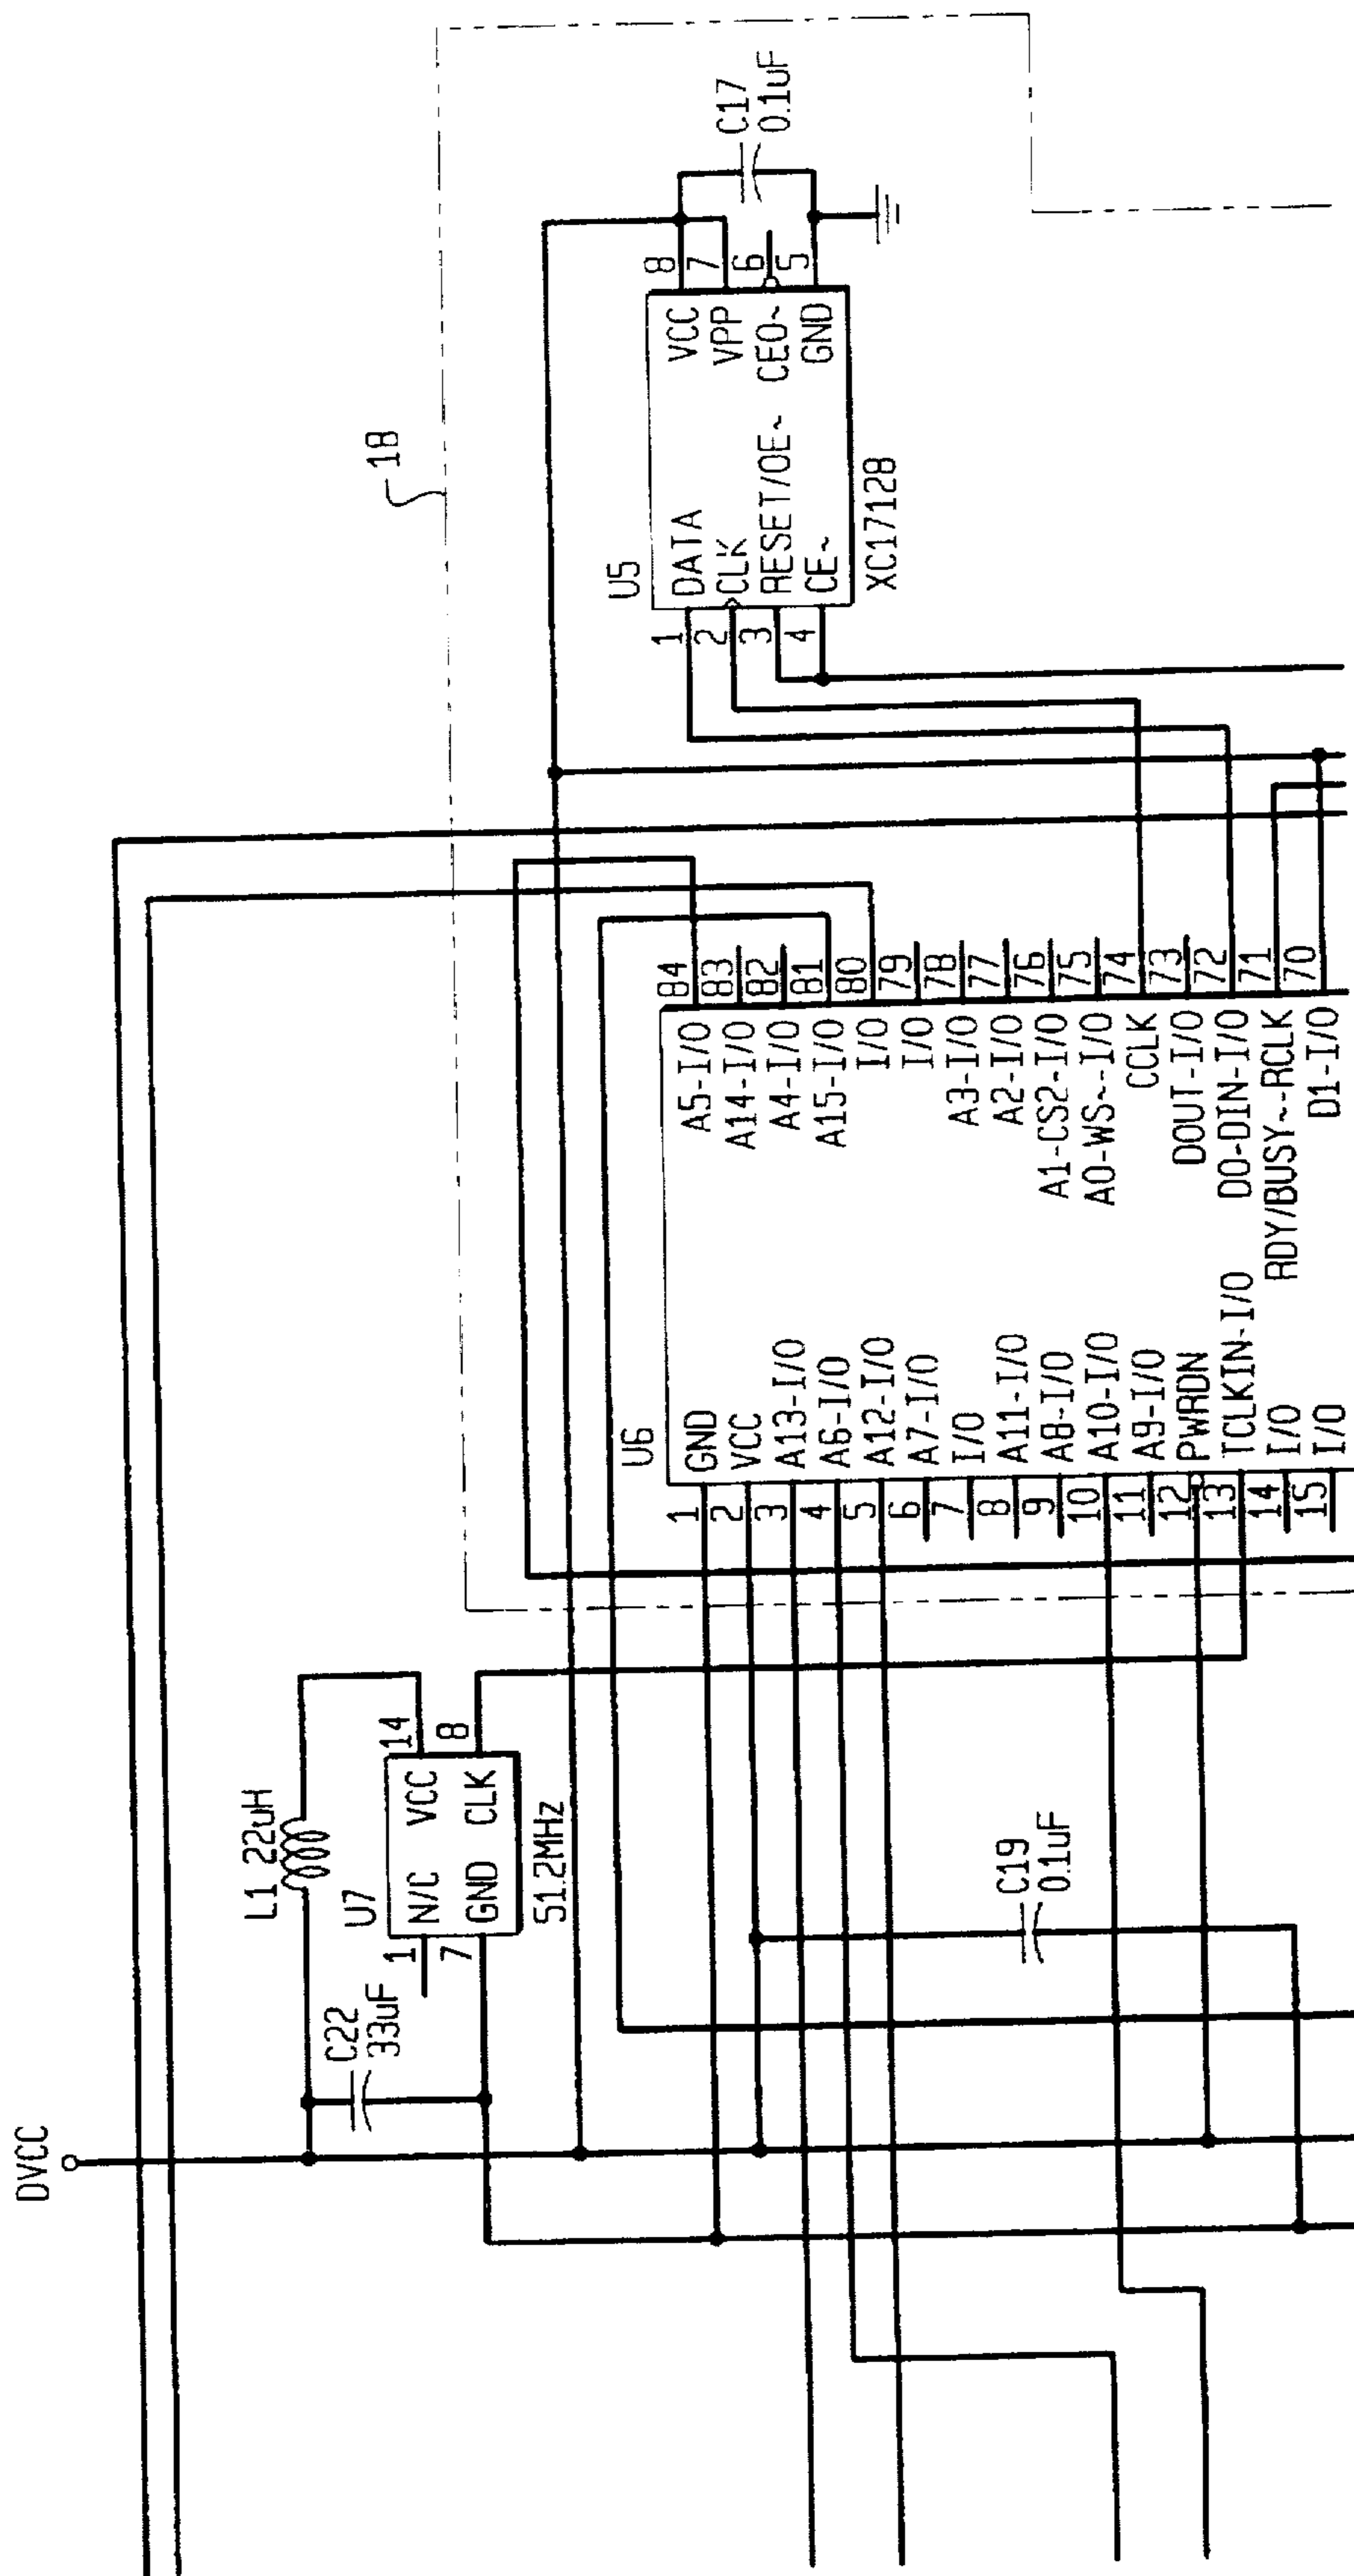 DVCC
L1 22uH
C22
33uF
U7
1 N/C VCC 14
7 GND CLK 8
51.2MHz
18
U5
1 DATA VCC 8
2 CLK VPP 7
3 RESET/OE~ CEO~ 6
4 CE~ GND 5
XC17128
C17
0.1uF
U6
1 GND A5-I/O 84
2 VCC A14-I/O 83
3 A13-I/O A4-I/O 82
4 A6-I/O A15-I/O 81
5 A12-I/O I/O 80
6 A7-I/O I/O 79
7 I/O A3-I/O 78
8 A11-I/O A2-I/O 77
9 A8-I/O A1-CS2-I/O 76
10 A10-I/O A0-WS~-I/O 75
11 A9-I/O CCLK 74
12 PWRDN DOUT-I/O 73
13 TCLKIN-I/O D0-DIN-I/O 72
14 I/O RDY/BUSY~-RCLK 71
15 I/O D1-I/O 70
C19
0.1uF